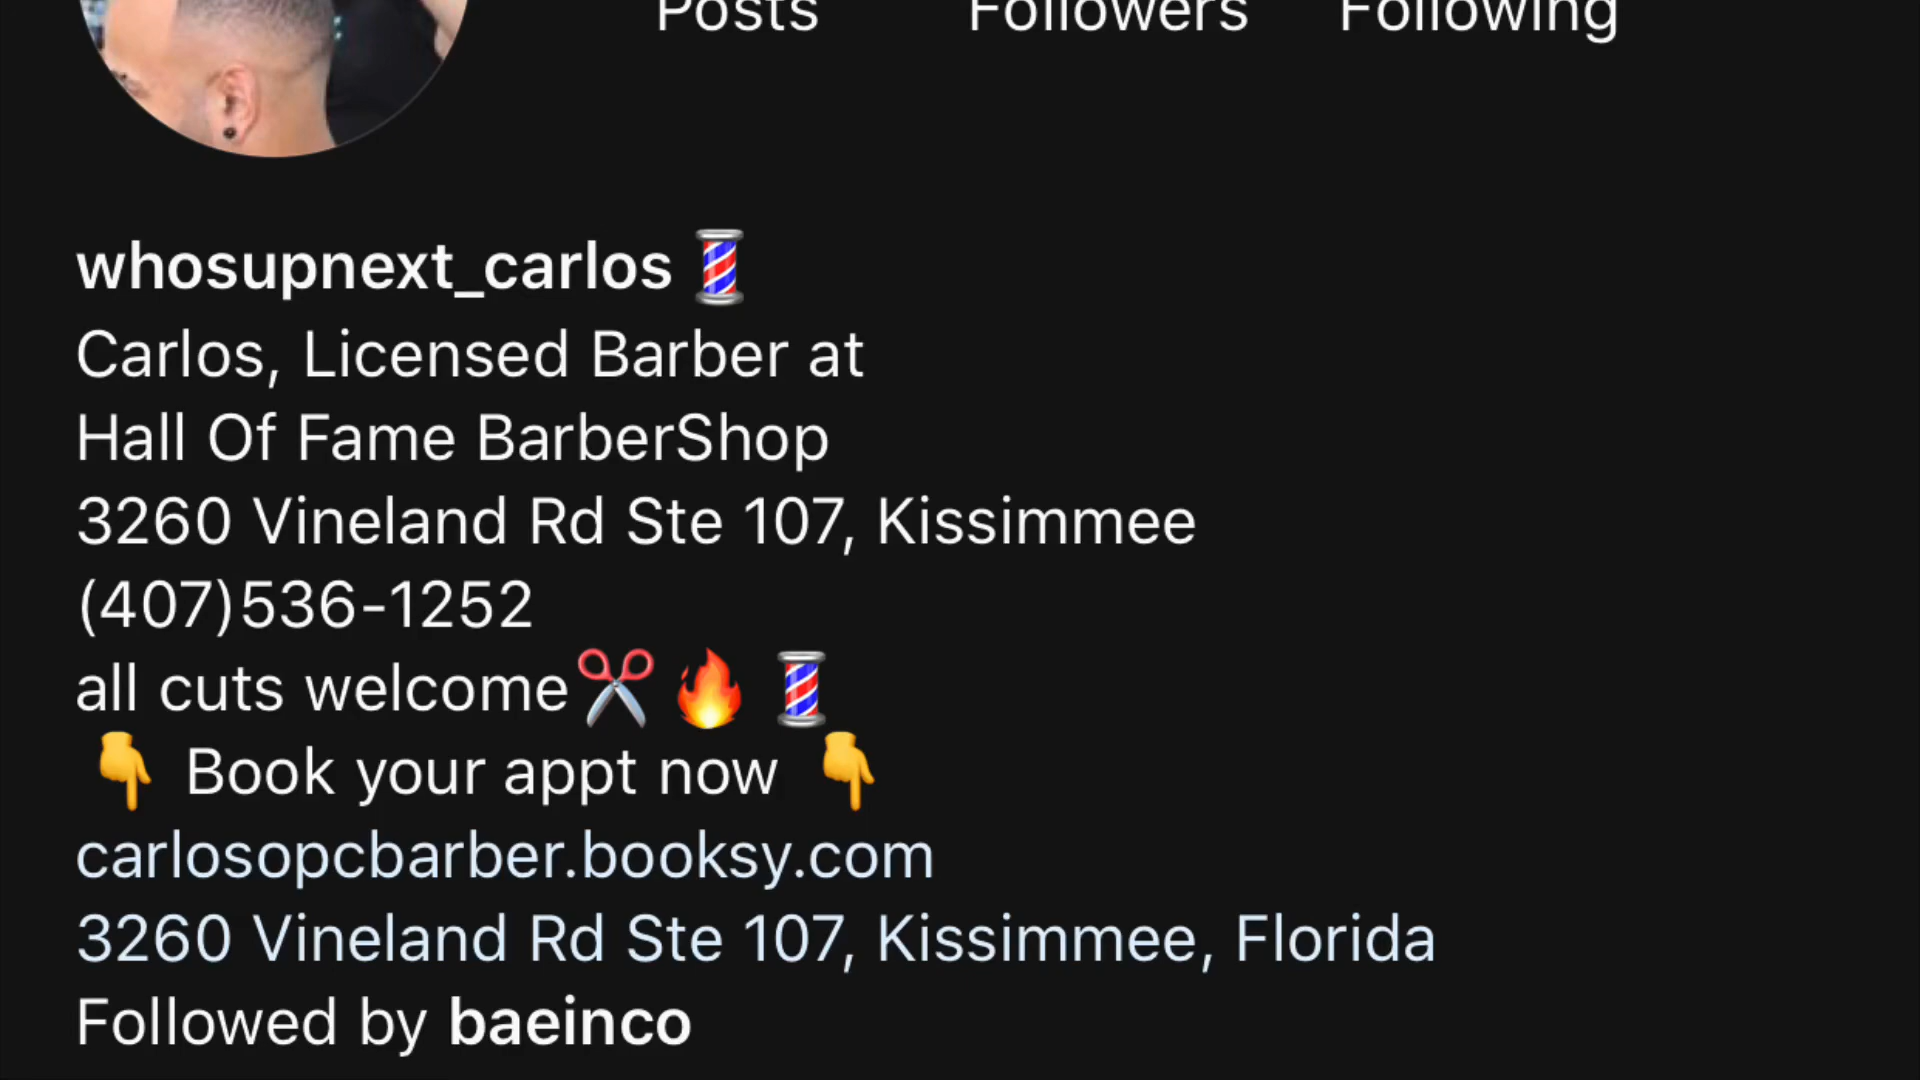 Posts Followers Following
whosupnext_carlos 💈
Carlos, Licensed Barber at
Hall Of Fame BarberShop
3260 Vineland Rd Ste 107, Kissimmee
(407)536-1252
all cuts welcome✂️🔥💈
👇 Book your appt now 👇
carlosopcbarber.booksy.com
3260 Vineland Rd Ste 107, Kissimmee, Florida
Followed by baeinco